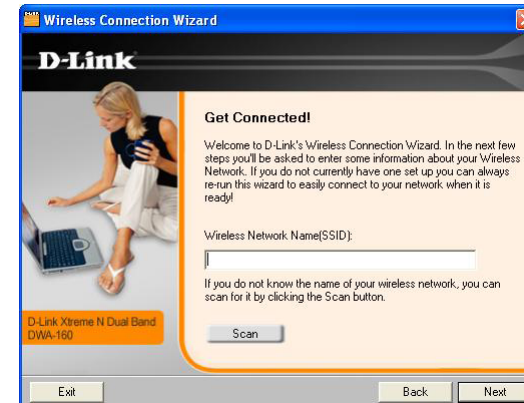 Wireless Connection Wizard
D-Link
Get Connected!
Welcome to D-Link's Wireless Connection Wizard. In the next few
steps you'll be asked to enter some information about your Wireless
Network. If you do not currently have one set up you can always
re-run this wizard to easily connect to your network when it is
ready!
Wireless Network Name(SSID):
If you do not know the name of your wireless network, you can
scan for it by clicking the Scan button.
D-Link Xtreme N Dual Band
DWA-160
Scan
Exit
Back
Next